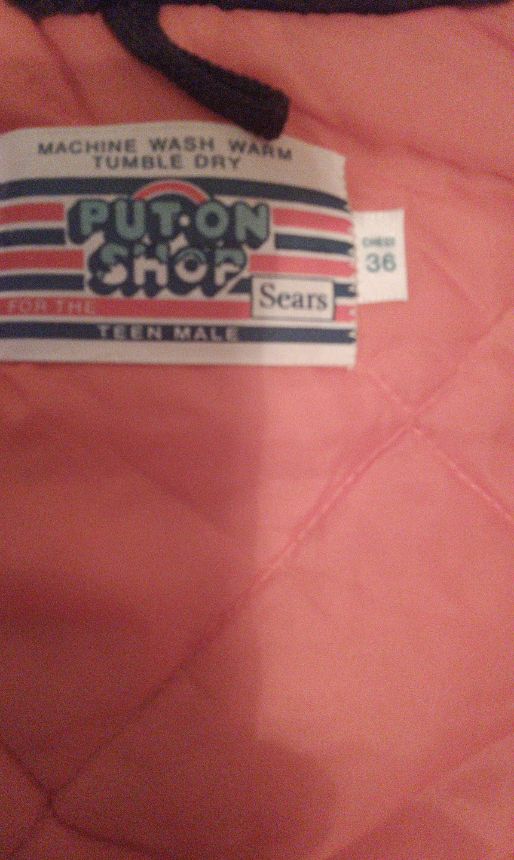 MACHINE WASH WARM
TUMBLE DRY
PUT·ON
SHOP
Sears
FOR THE
TEEN MALE
CHEST
36